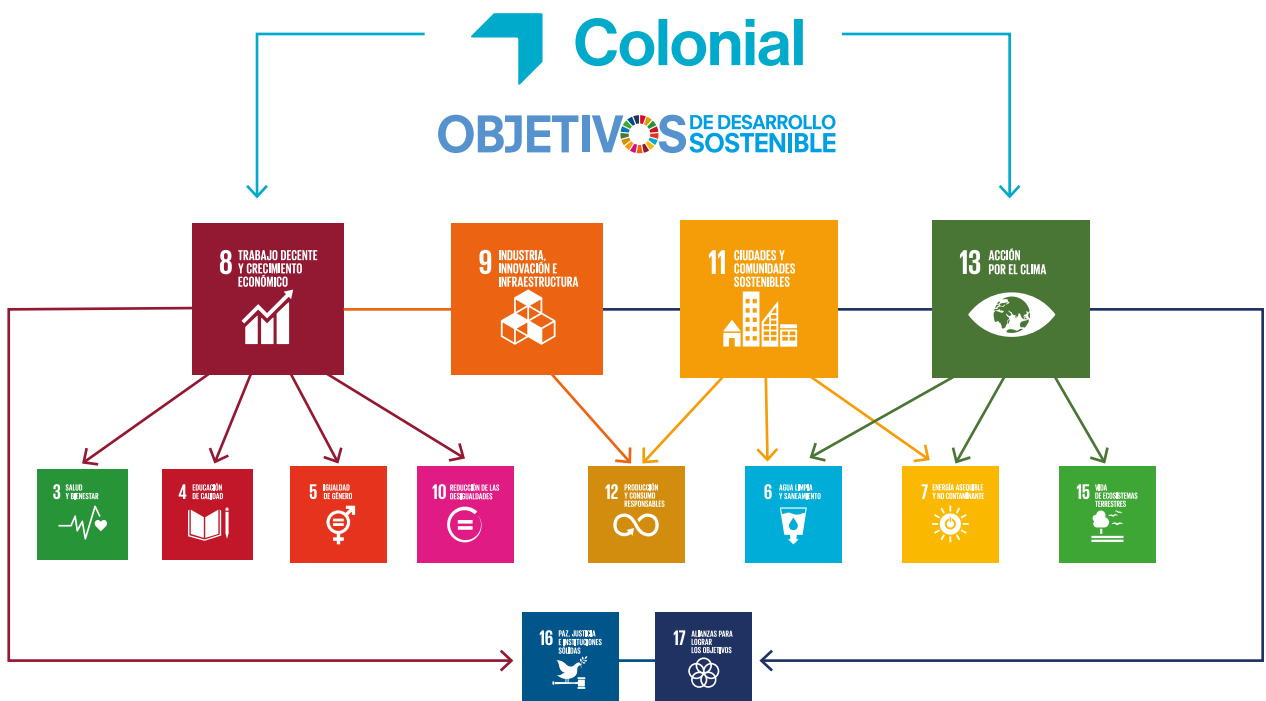 Colonial
OBJETIVOS DE DESARROLLO
SOSTENIBLE
8 TRABAJO DECENTE
Y CRECIMIENTO
ECONÓMICO
9 INDUSTRIA,
INNOVACIÓN E
INFRAESTRUCTURA
11 CIUDADES Y
COMUNIDADES
SOSTENIBLES
13 ACCIÓN
POR EL CLIMA
3 SALUD
Y BIENESTAR
4 EDUCACIÓN
DE CALIDAD
5 IGUALDAD
DE GÉNERO
10 REDUCCIÓN DE LAS
DESIGUALDADES
12 PRODUCCIÓN
Y CONSUMO
RESPONSABLES
6 AGUA LIMPIA
Y SANEAMIENTO
7 ENERGÍA ASEQUIBLE
Y NO CONTAMINANTE
15 VIDA
DE ECOSISTEMAS
TERRESTRES
16 PAZ, JUSTICIA
E INSTITUCIONES
SÓLIDAS
17 ALIANZAS PARA
LOGRAR
LOS OBJETIVOS